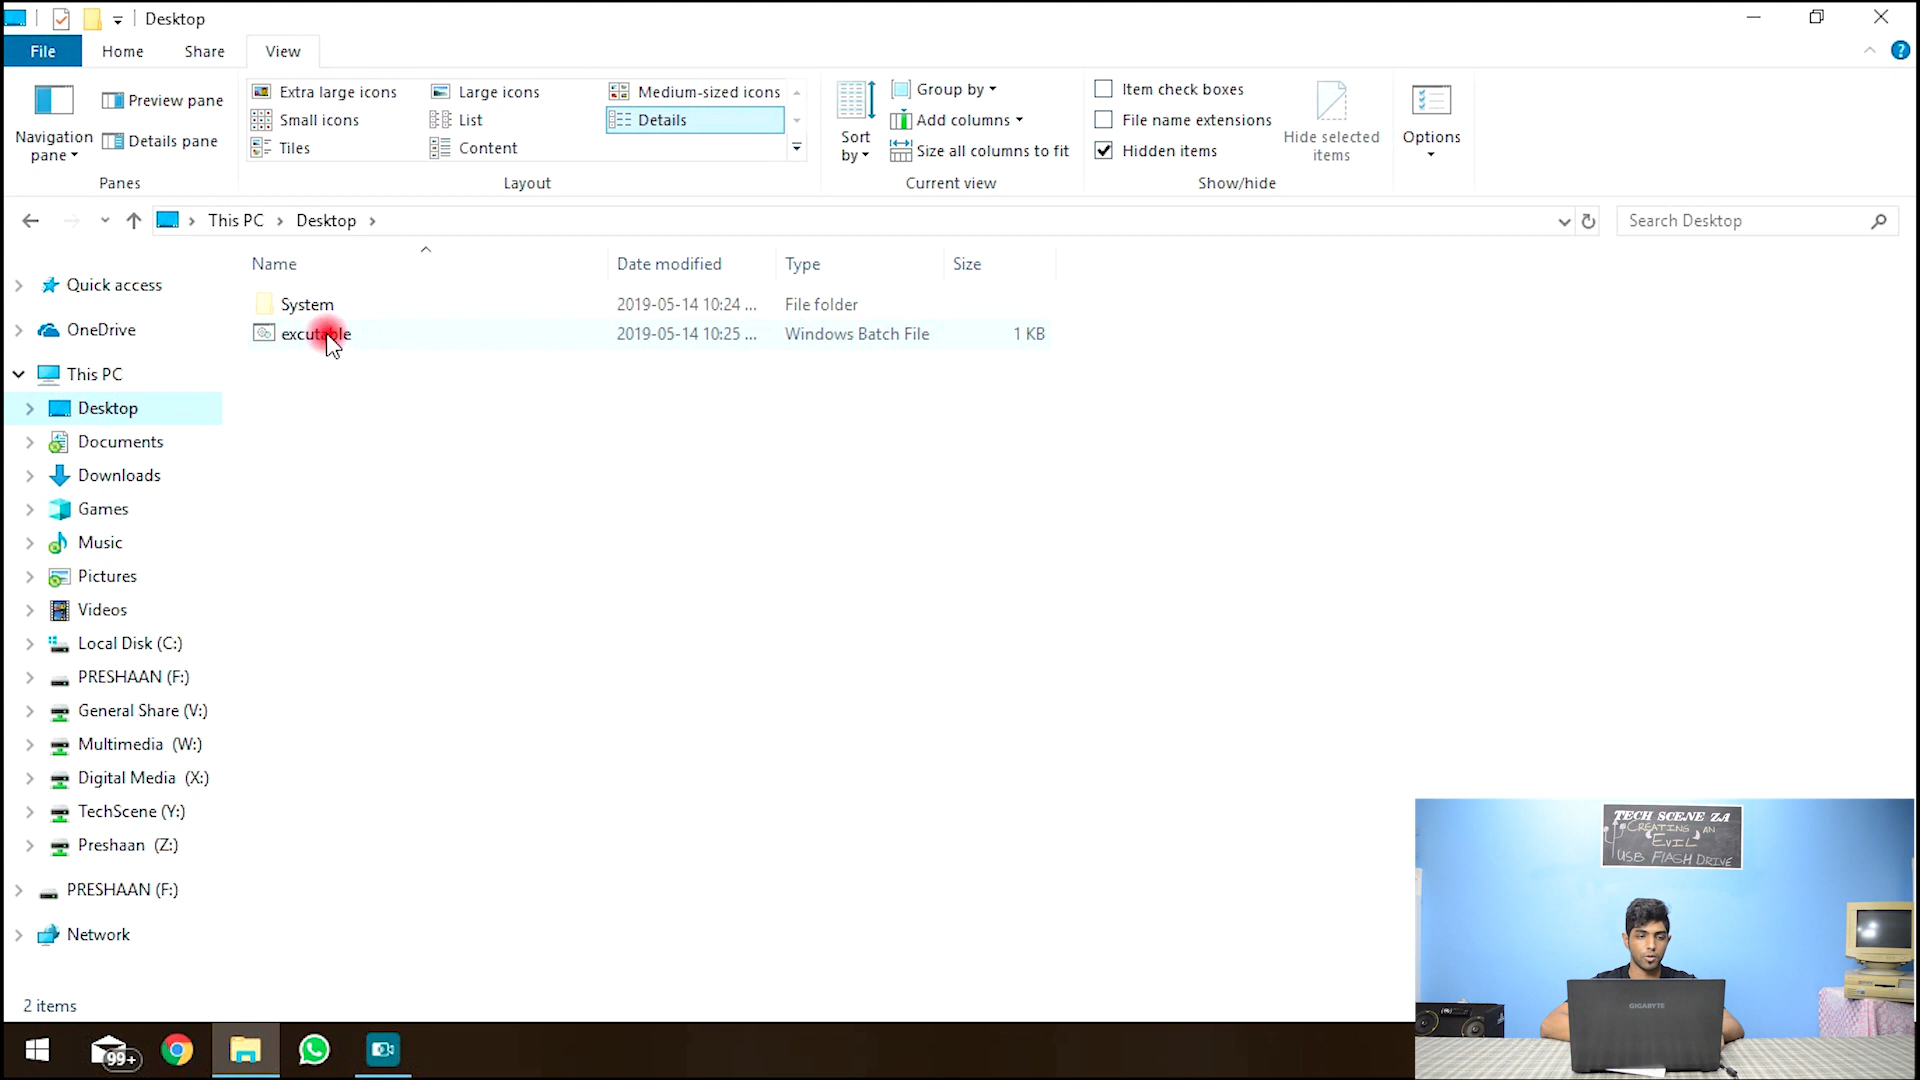 Desktop
File
Home
Share
View
Navigation
pane
Preview pane
Details pane
Panes
Extra large icons
Large icons
Medium-sized icons
Small icons
List
Details
Tiles
Content
Layout
Sort
by
Group by
Add columns
Size all columns to fit
Current view
Item check boxes
File name extensions
Hidden items
Hide selected
items
Show/hide
Options
This PC
Desktop
Search Desktop
Name
Date modified
Type
Size
System
2019-05-14 10:24 ...
File folder
excutable
2019-05-14 10:25 ...
Windows Batch File
1 KB
Quick access
OneDrive
This PC
Desktop
Documents
Downloads
Games
Music
Pictures
Videos
Local Disk (C:)
PRESHAAN (F:)
General Share (V:)
Multimedia (W:)
Digital Media (X:)
TechScene (Y:)
Preshaan (Z:)
PRESHAAN (F:)
Network
2 items
99+
TECH SCENE ZA
CREATING AN
"EVIL"
USB FLASH DRIVE
GIGABYTE